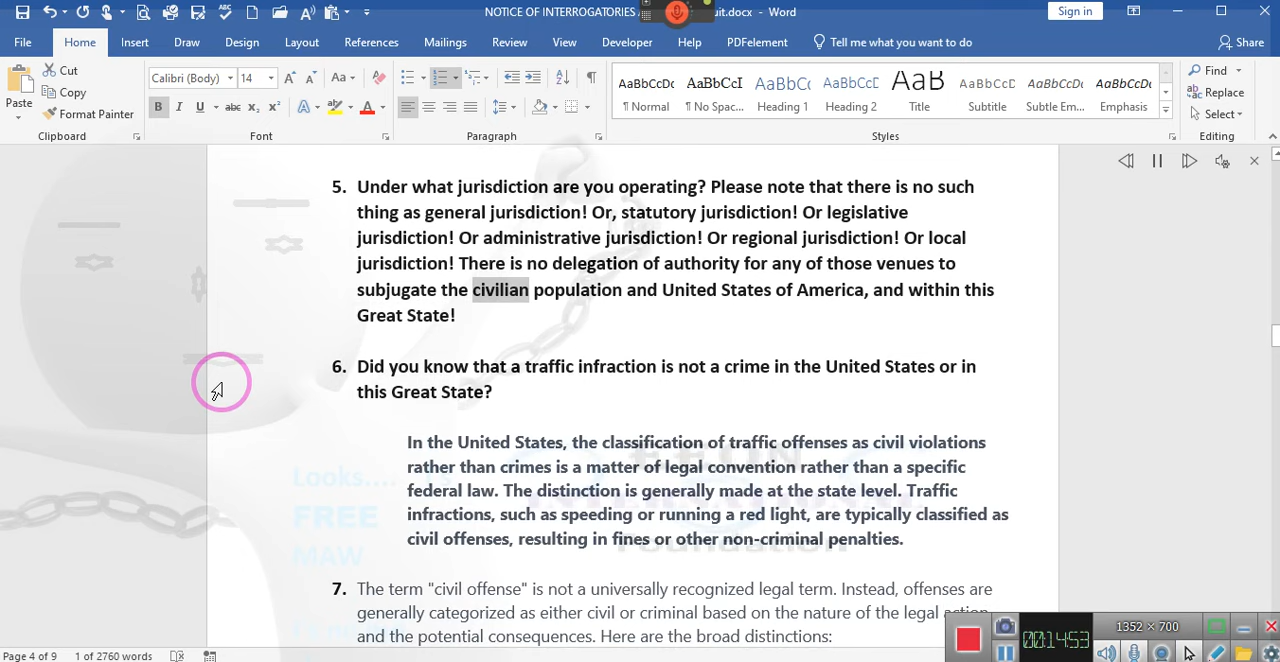 NOTICE OF INTERROGATORIES
uit.docx - Word
Sign in
File Home Insert Draw Design Layout References Mailings Review View Developer Help PDFelement Tell me what you want to do Share
Paste
Cut
Copy
Format Painter
Clipboard
Calibri (Body) 14
Font
Paragraph
AaBbCcDc AaBbCcI AaBbCc AaBbCcD AaB AaBbCcD AaBbCcDc AaBbCcDc
¶ Normal ¶ No Spac... Heading 1 Heading 2 Title Subtitle Subtle Em... Emphasis
Styles
Find
Replace
Select
Editing
5. Under what jurisdiction are you operating? Please note that there is no such
thing as general jurisdiction! Or, statutory jurisdiction! Or legislative
jurisdiction! Or administrative jurisdiction! Or regional jurisdiction! Or local
jurisdiction! There is no delegation of authority for any of those venues to
subjugate the civilian population and United States of America, and within this
Great State!
6. Did you know that a traffic infraction is not a crime in the United States or in
this Great State?
In the United States, the classification of traffic offenses as civil violations
rather than crimes is a matter of legal convention rather than a specific
federal law. The distinction is generally made at the state level. Traffic
infractions, such as speeding or running a red light, are typically classified as
civil offenses, resulting in fines or other non-criminal penalties.
Looks....
FREE
MAW
Foundation
7. The term "civil offense" is not a universally recognized legal term. Instead, offenses are
generally categorized as either civil or criminal based on the nature of the legal action
and the potential consequences. Here are the broad distinctions:
1352 × 700
00:14:53
Page 4 of 9 1 of 2760 words